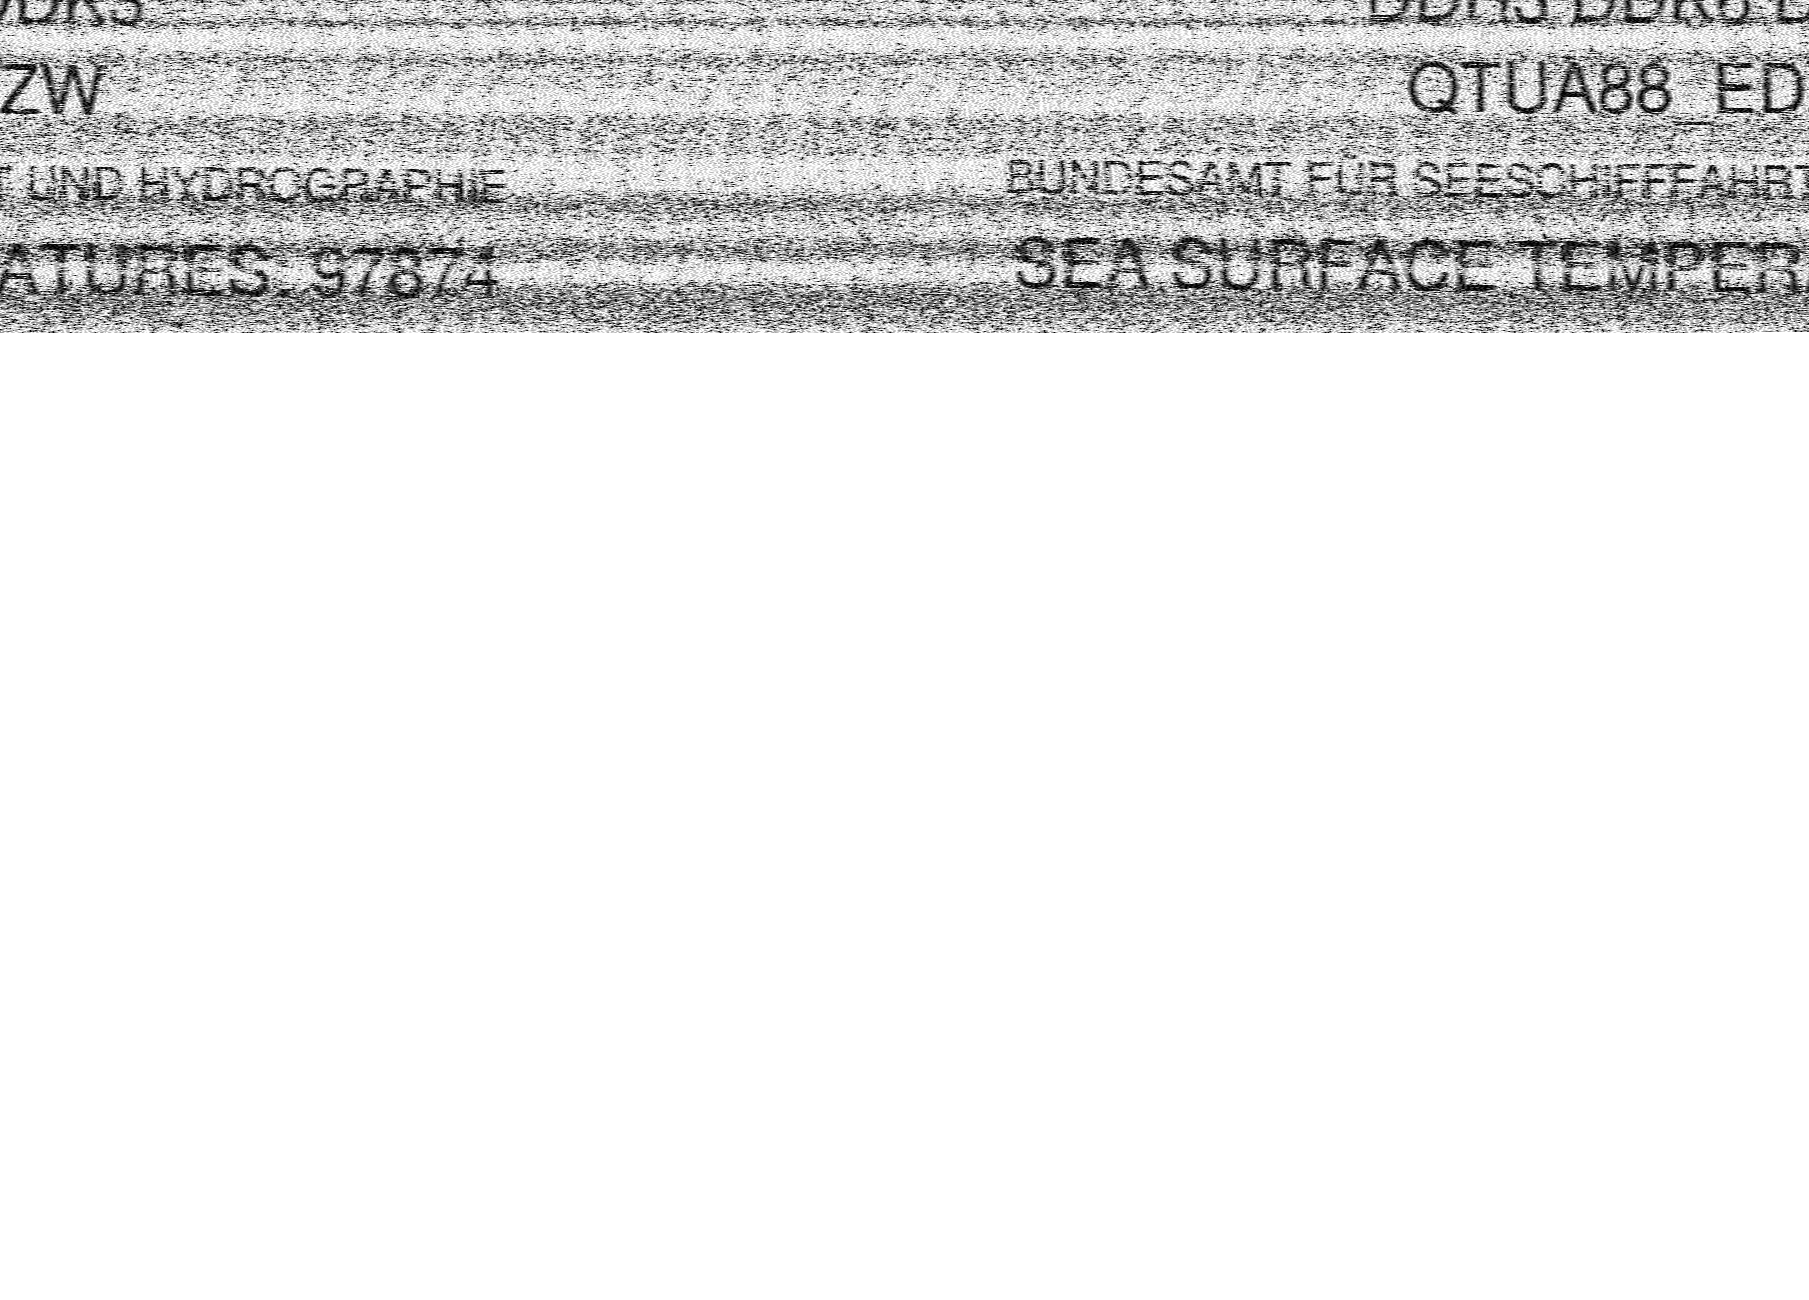 ZW QTUA88_ED
UND HYDROGRAPHIE BUNDESAMT FÜR SEESCHIFFFAHRT
ATURES. 97874 SEA SURFACE TEMPER